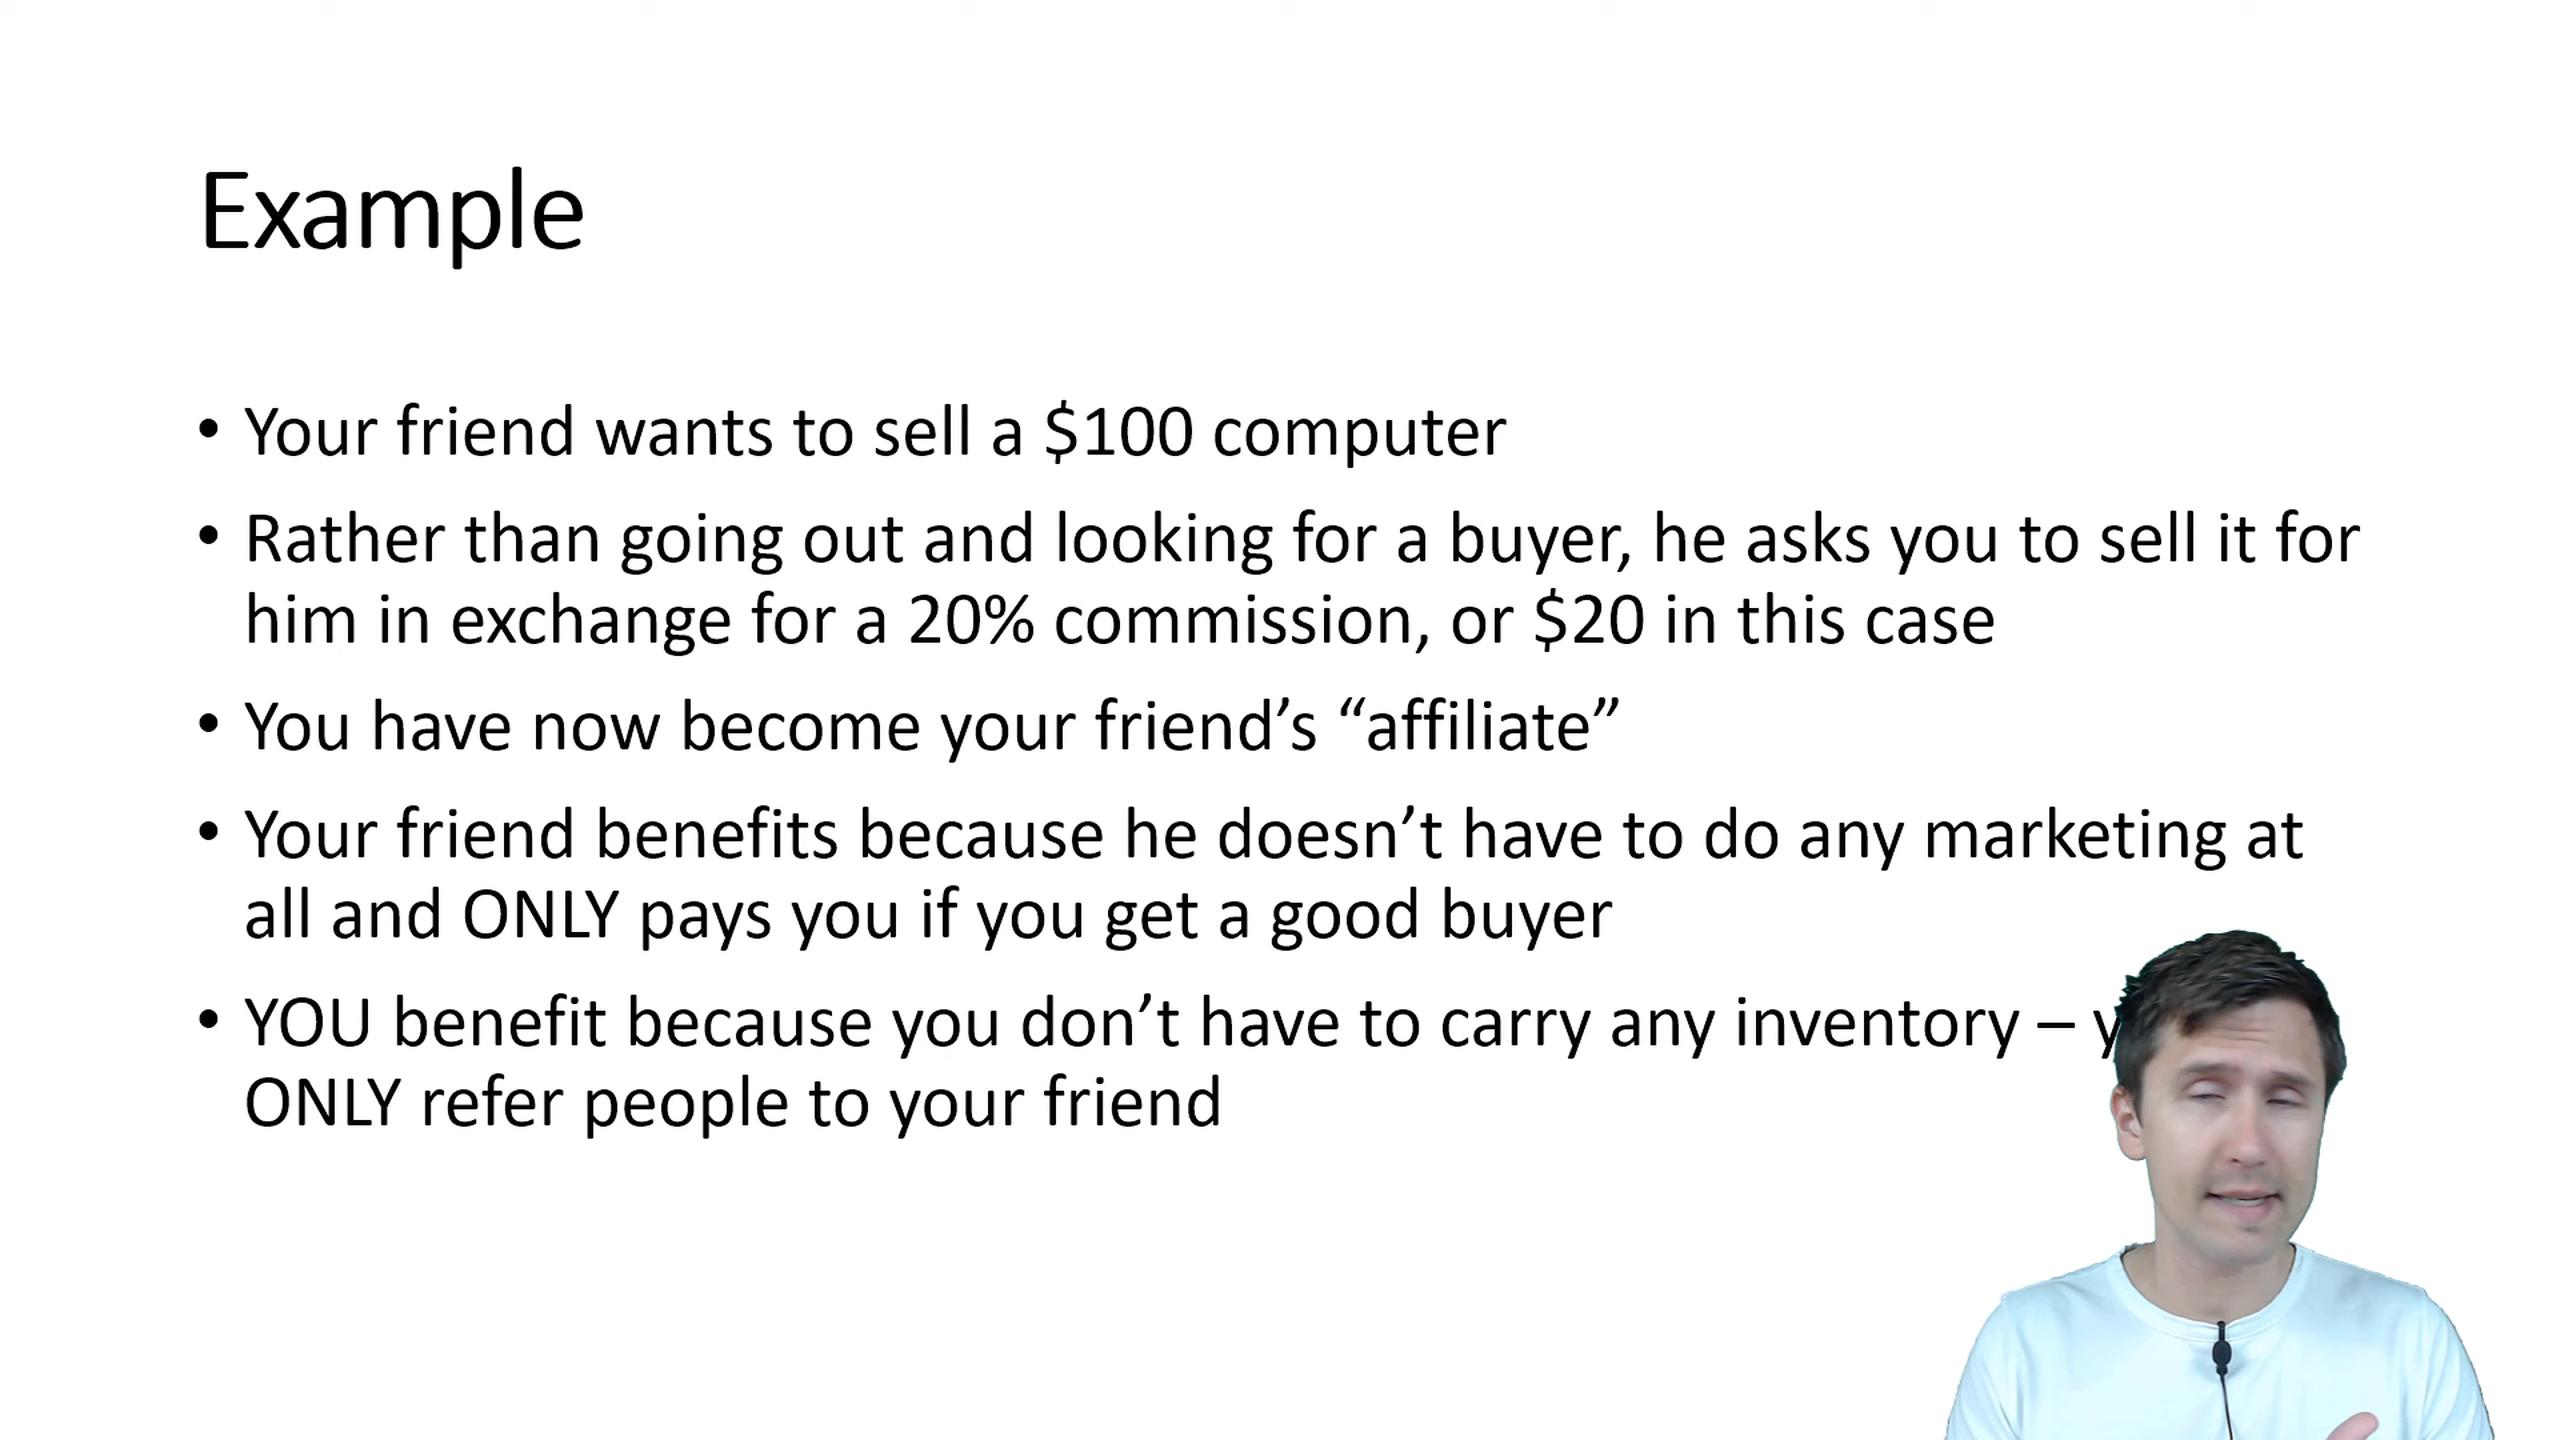 Example
• Your friend wants to sell a $100 computer
• Rather than going out and looking for a buyer, he asks you to sell it for
him in exchange for a 20% commission, or $20 in this case
• You have now become your friend’s “affiliate”
• Your friend benefits because he doesn’t have to do any marketing at
all and ONLY pays you if you get a good buyer
• YOU benefit because you don’t have to carry any inventory –
ONLY refer people to your friend